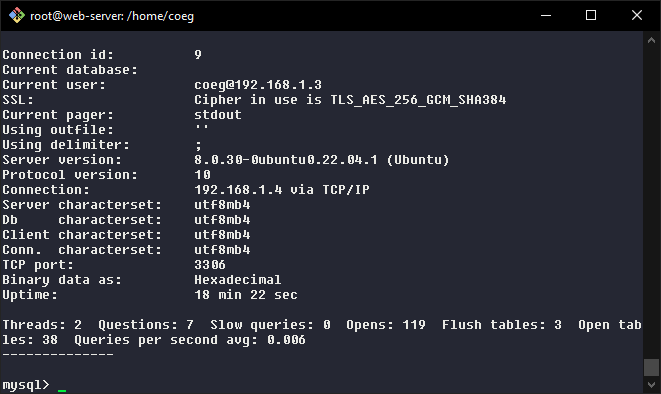 root@web-server: /home/coeg
Connection id: 9
Current database:
Current user: coeg@192.168.1.3
SSL: Cipher in use is TLS_AES_256_GCM_SHA384
Current pager: stdout
Using outfile: ''
Using delimiter: ;
Server version: 8.0.30-0ubuntu0.22.04.1 (Ubuntu)
Protocol version: 10
Connection: 192.168.1.4 via TCP/IP
Server characterset: utf8mb4
Db characterset: utf8mb4
Client characterset: utf8mb4
Conn. characterset: utf8mb4
TCP port: 3306
Binary data as: Hexadecimal
Uptime: 18 min 22 sec
Threads: 2 Questions: 7 Slow queries: 0 Opens: 119 Flush tables: 3 Open tab
les: 38 Queries per second avg: 0.006
--------------
mysql> _